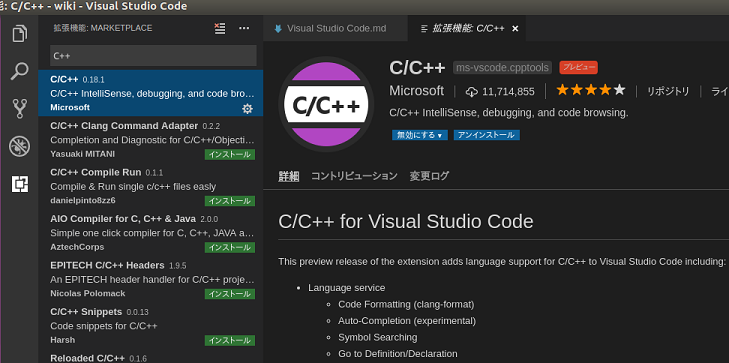 : C/C++ - wiki - Visual Studio Code
拡張機能: MARKETPLACE
C++
C/C++ 0.18.1
C/C++ IntelliSense, debugging, and code bro...
Microsoft
C/C++ Clang Command Adapter 0.2.2
Completion and Diagnostic for C/C++/Objecti...
Yasuaki MITANI インストール
C/C++ Compile Run 0.1.1
Compile & Run single c/c++ files easily
danielpinto8zz6 インストール
AIO Compiler for C, C++ & Java 2.0.0
Simple one click compiler for C, C++, JAVA a...
AztechCorps インストール
EPITECH C/C++ Headers 1.9.5
An EPITECH header handler for C/C++ proje...
Nicolas Polomack インストール
C/C++ Snippets 0.0.13
Code snippets for C/C++
Harsh インストール
Reloaded C/C++ 0.1.6
Visual Studio Code.md
拡張機能: C/C++
C/C++
C/C++ ms-vscode.cpptools プレビュー
Microsoft 11,714,855 リポジトリ ライ
C/C++ IntelliSense, debugging, and code browsing.
無効にする アンインストール
詳細 コントリビューション 変更ログ
C/C++ for Visual Studio Code
This preview release of the extension adds language support for C/C++ to Visual Studio Code including:
Language service
Code Formatting (clang-format)
Auto-Completion (experimental)
Symbol Searching
Go to Definition/Declaration